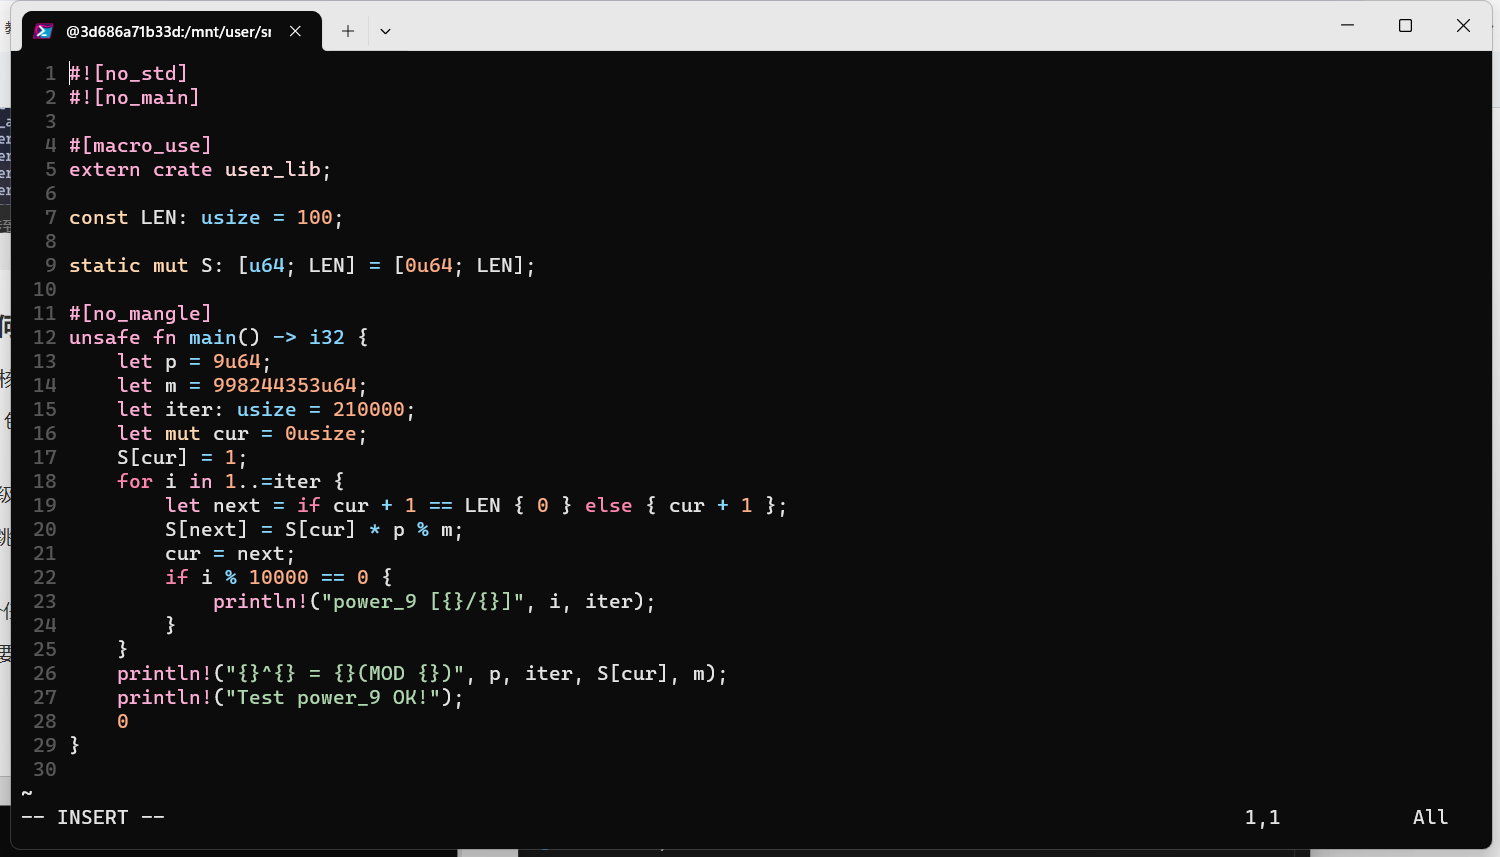 @3d686a71b33d:/mnt/user/sr
1 #![no_std]
2 #![no_main]
3
4 #[macro_use]
5 extern crate user_lib;
6
7 const LEN: usize = 100;
8
9 static mut S: [u64; LEN] = [0u64; LEN];
10
11 #[no_mangle]
12 unsafe fn main() -> i32 {
13     let p = 9u64;
14     let m = 998244353u64;
15     let iter: usize = 210000;
16     let mut cur = 0usize;
17     S[cur] = 1;
18     for i in 1..=iter {
19         let next = if cur + 1 == LEN { 0 } else { cur + 1 };
20         S[next] = S[cur] * p % m;
21         cur = next;
22         if i % 10000 == 0 {
23             println!("power_9 [{}/{}]", i, iter);
24         }
25     }
26     println!("{}^{} = {}(MOD {})", p, iter, S[cur], m);
27     println!("Test power_9 OK!");
28     0
29 }
30
~
-- INSERT -- 1,1 All